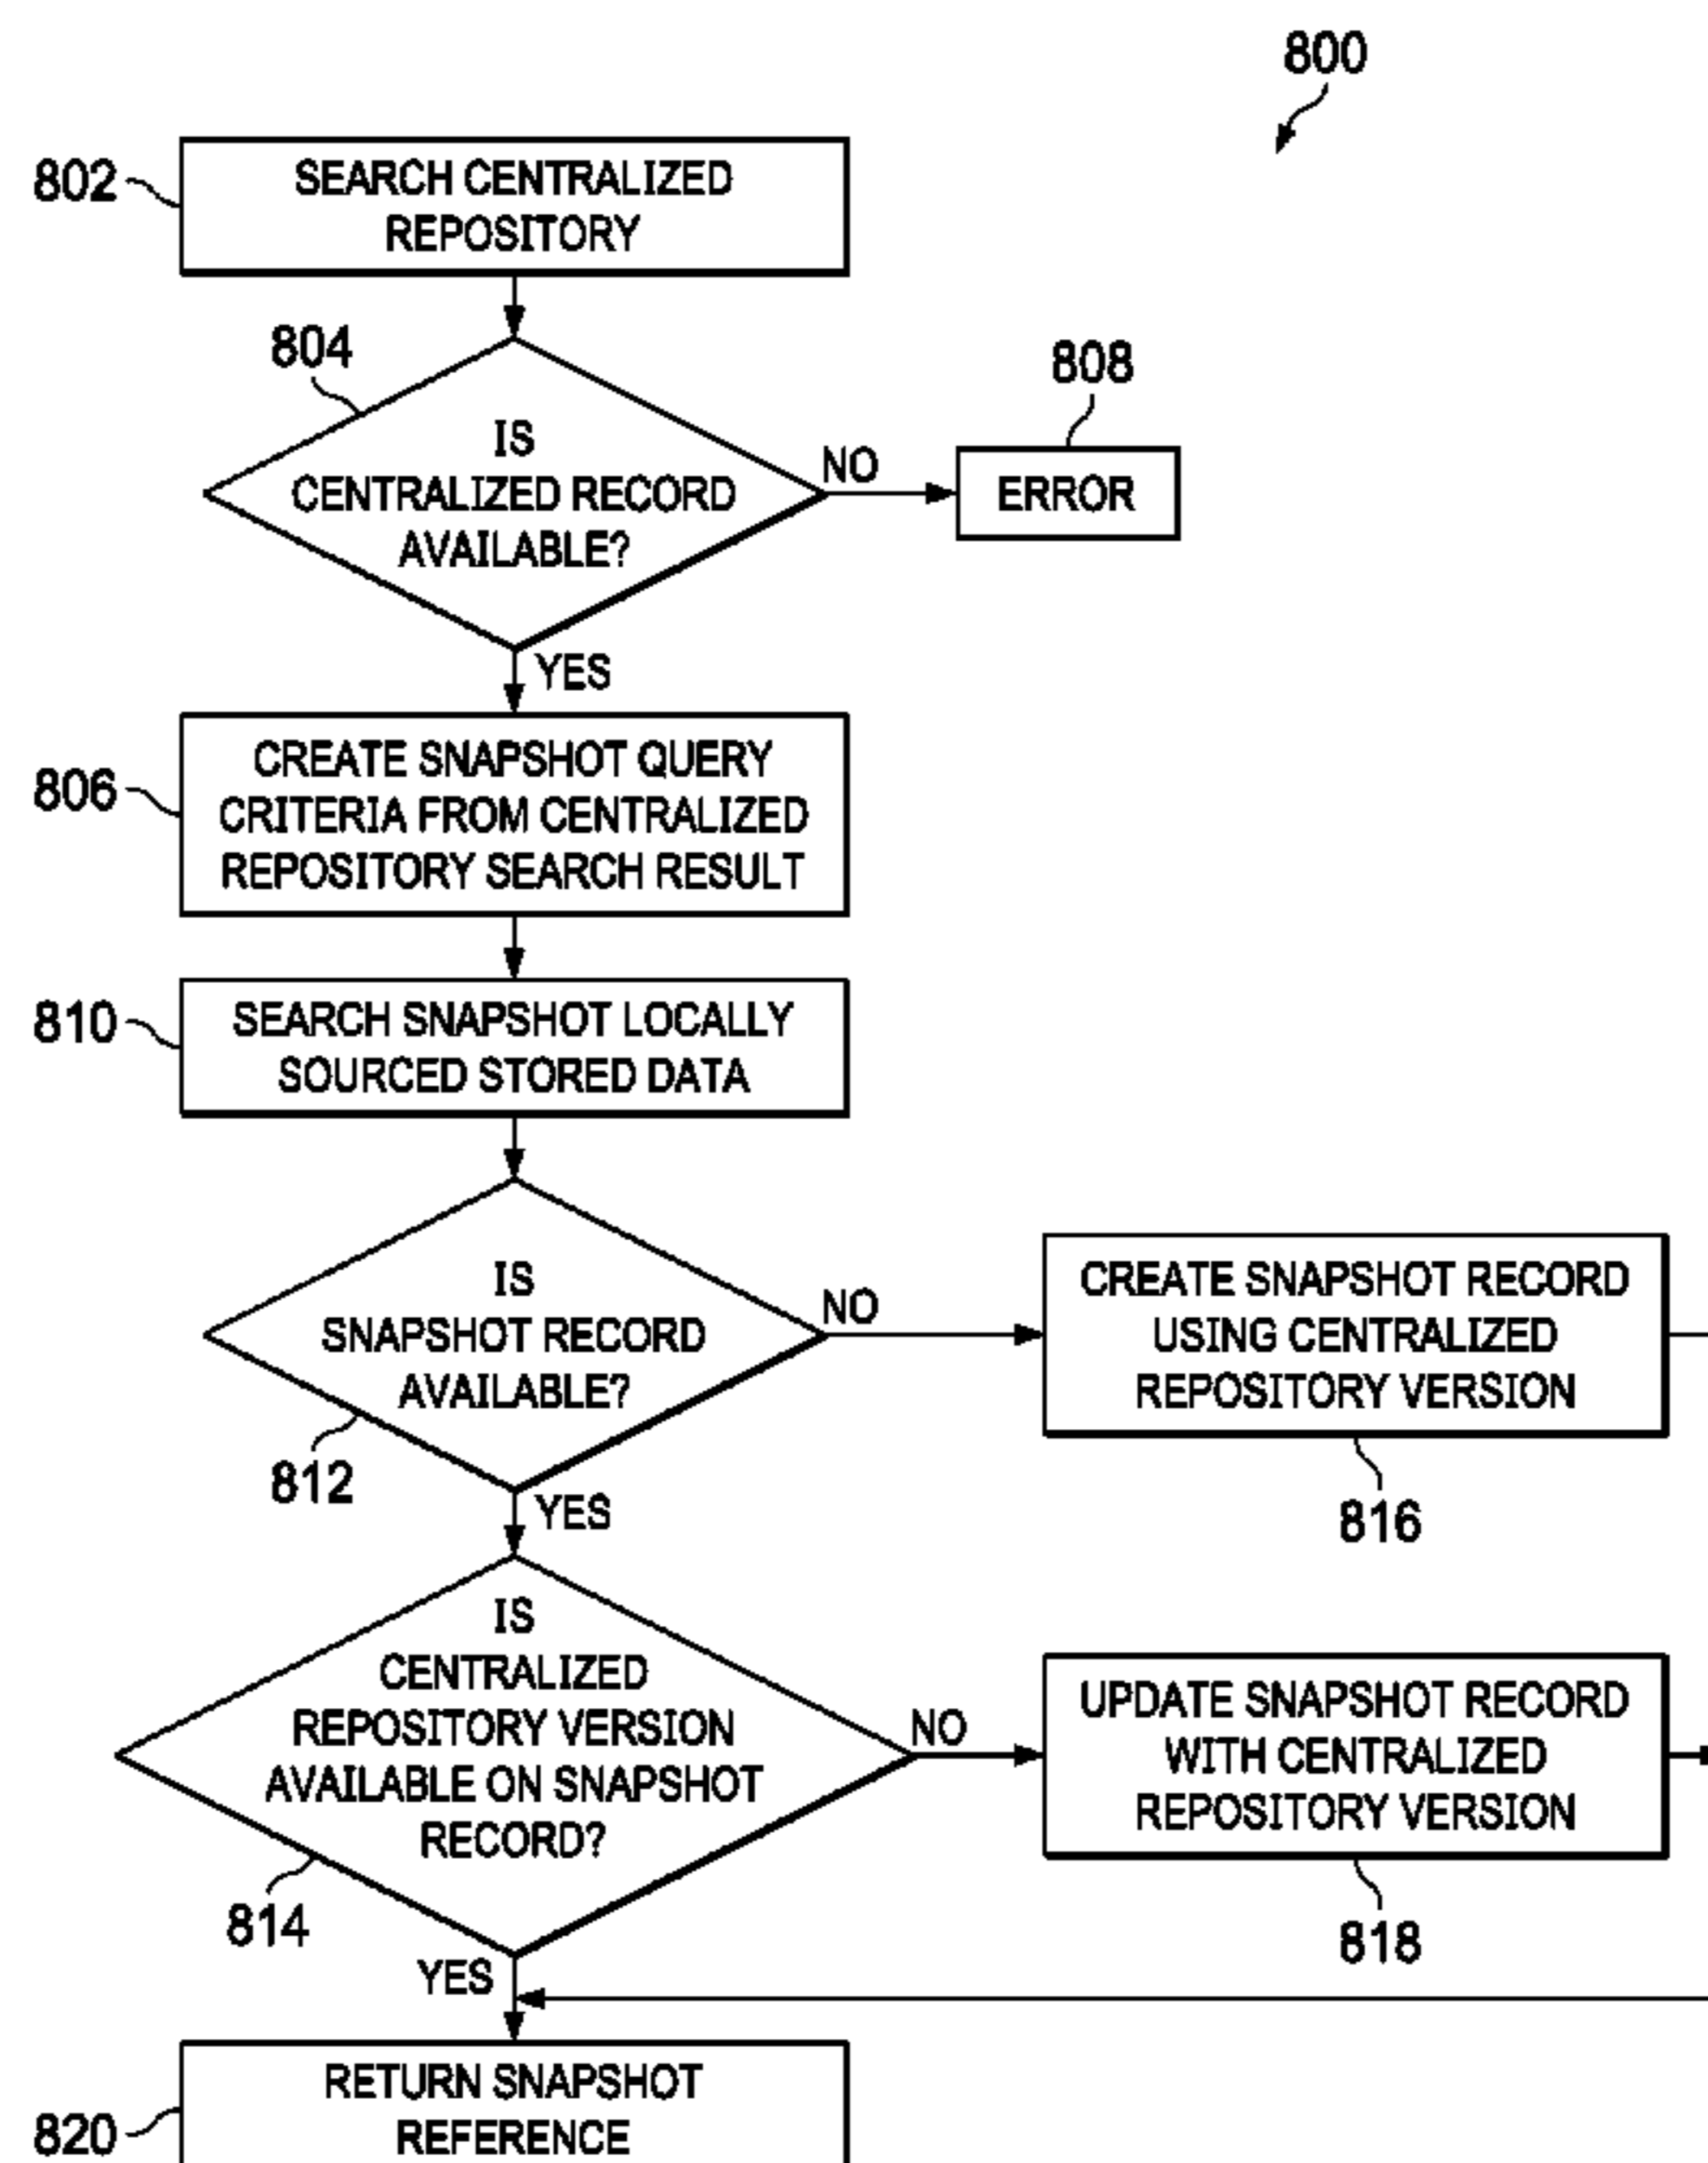 800
802
SEARCH CENTRALIZED
REPOSITORY
804
IS
CENTRALIZED RECORD
AVAILABLE?
NO
808
ERROR
YES
806
CREATE SNAPSHOT QUERY
CRITERIA FROM CENTRALIZED
REPOSITORY SEARCH RESULT
810
SEARCH SNAPSHOT LOCALLY
SOURCED STORED DATA
IS
SNAPSHOT RECORD
AVAILABLE?
812
NO
CREATE SNAPSHOT RECORD
USING CENTRALIZED
REPOSITORY VERSION
816
YES
IS
CENTRALIZED
REPOSITORY VERSION
AVAILABLE ON SNAPSHOT
RECORD?
814
NO
UPDATE SNAPSHOT RECORD
WITH CENTRALIZED
REPOSITORY VERSION
818
YES
820
RETURN SNAPSHOT
REFERENCE